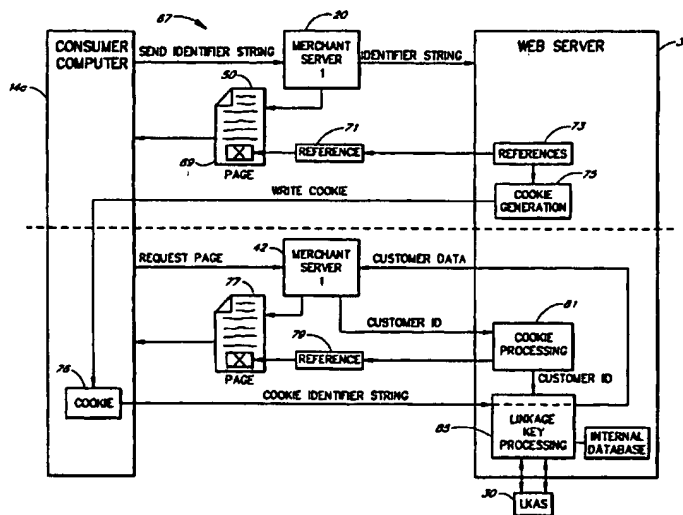 67
20
CONSUMER
COMPUTER
SEND IDENTIFIER STRING
MERCHANT
SERVER
1
IDENTIFIER STRING
WEB SERVER
3
14a
50
71
73
REFERENCE
REFERENCES
69
PAGE
75
COOKIE
GENERATION
WRITE COOKIE
42
REQUEST PAGE
MERCHANT
SERVER
1
CUSTOMER DATA
77
81
CUSTOMER ID
79
COOKIE
PROCESSING
REFERENCE
PAGE
CUSTOMER ID
76
COOKIE
COOKIE IDENTIFIER STRING
LINKAGE
KEY
PROCESSING
INTERNAL
DATABASE
85
30
LKAS